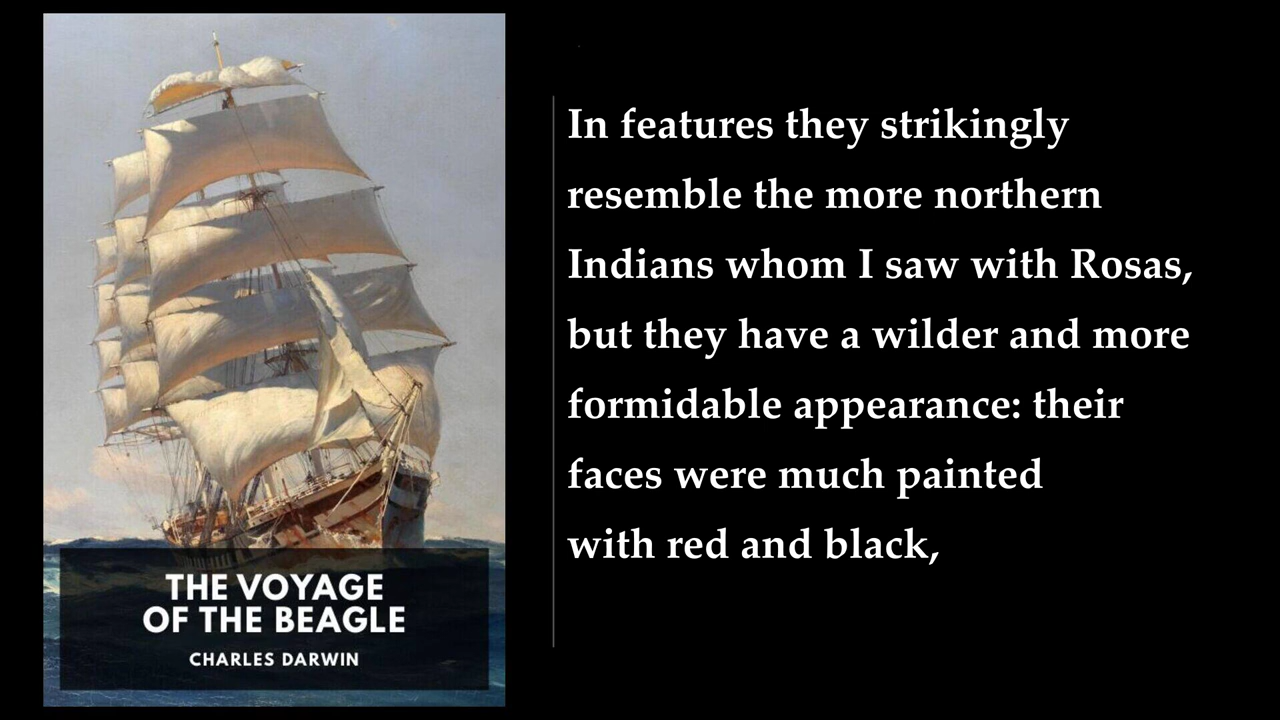 THE VOYAGE
OF THE BEAGLE
CHARLES DARWIN
In features they strikingly
resemble the more northern
Indians whom I saw with Rosas,
but they have a wilder and more
formidable appearance: their
faces were much painted
with red and black,